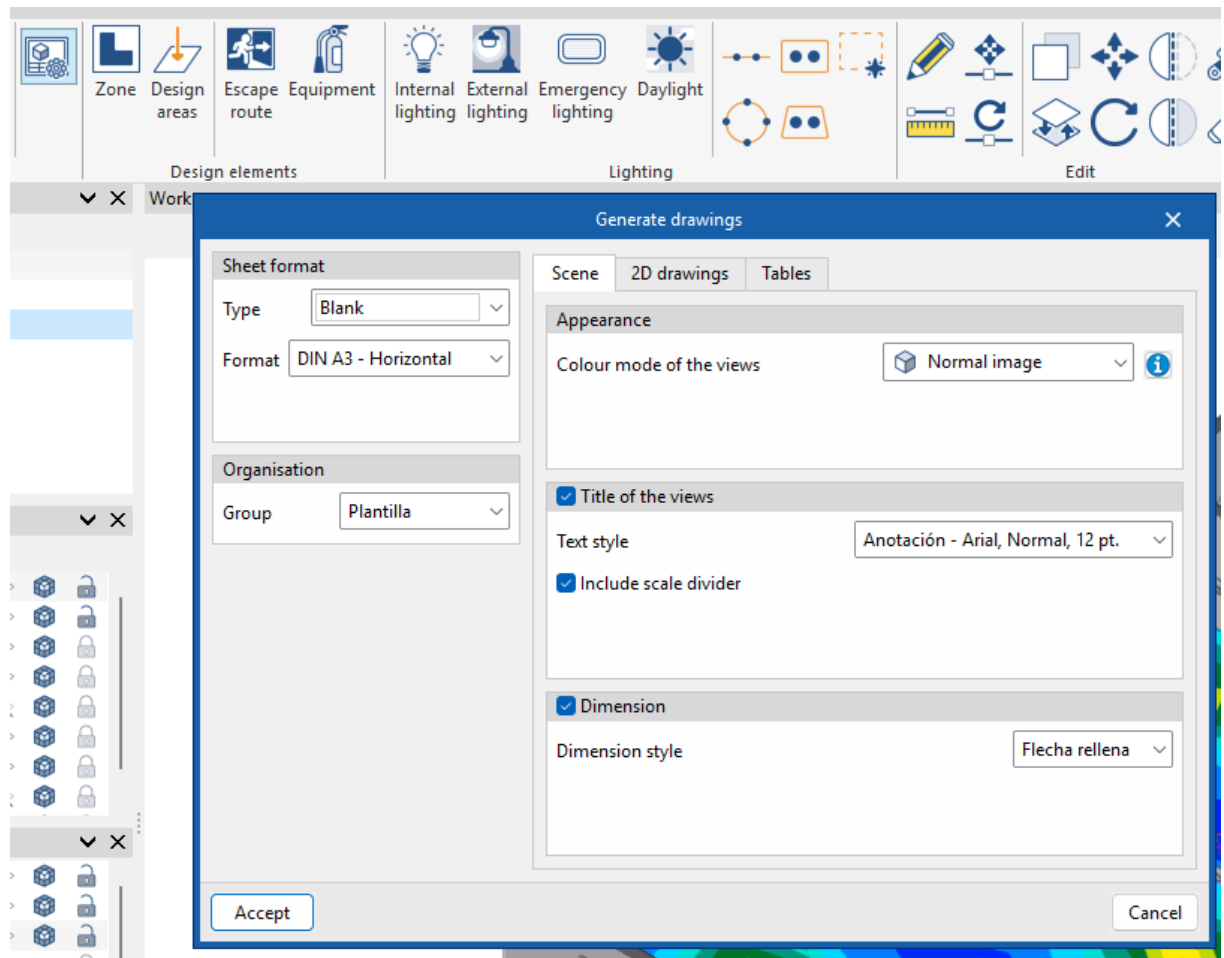 Zone
Design areas
Escape route
Equipment
Internal lighting
External lighting
Emergency lighting
Daylight
Design elements
Lighting
Edit
Work
Generate drawings
Sheet format
Type
Blank
Format
DIN A3 - Horizontal
Organisation
Group
Plantilla
Scene
2D drawings
Tables
Appearance
Colour mode of the views
Normal image
Title of the views
Text style
Anotación - Arial, Normal, 12 pt.
Include scale divider
Dimension
Dimension style
Flecha rellena
Accept
Cancel